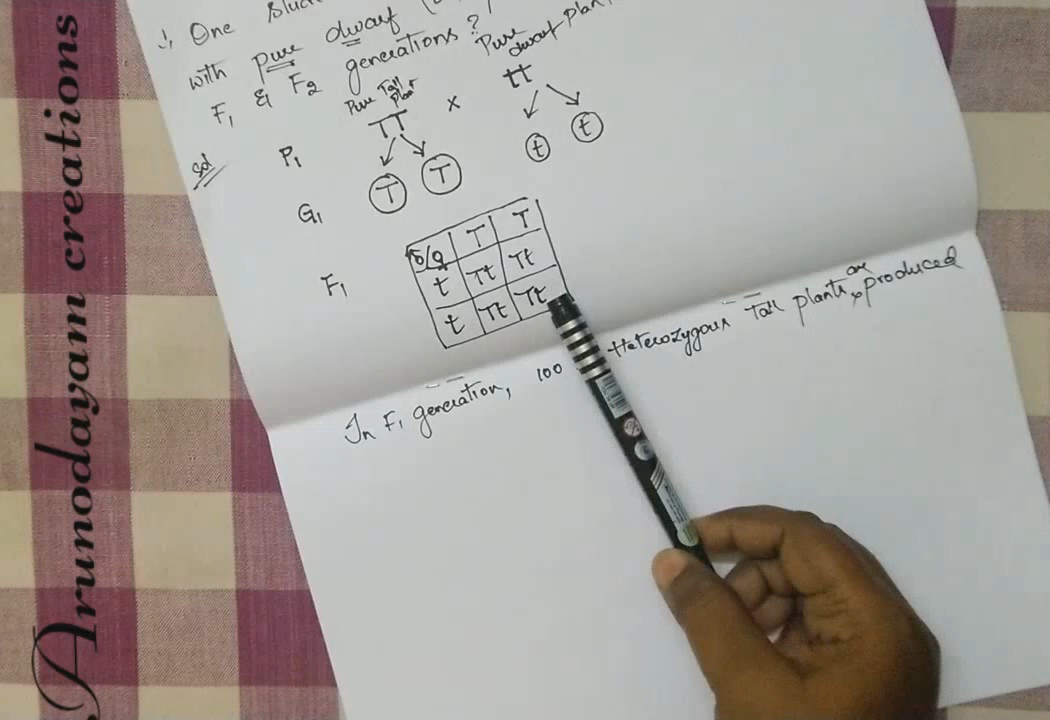 Arunodayam creations
1, One
with pure dwarf
F1 & F2 generations?
Pure Tall Plant
×
Pure dwarf plant
Sol
P1
TT
tt
G1
T T t t
F1
♂/♀ T T
t Tt Tt
t Tt Tt
In F1 generation, 100 Heterozygous Tall plants are produced